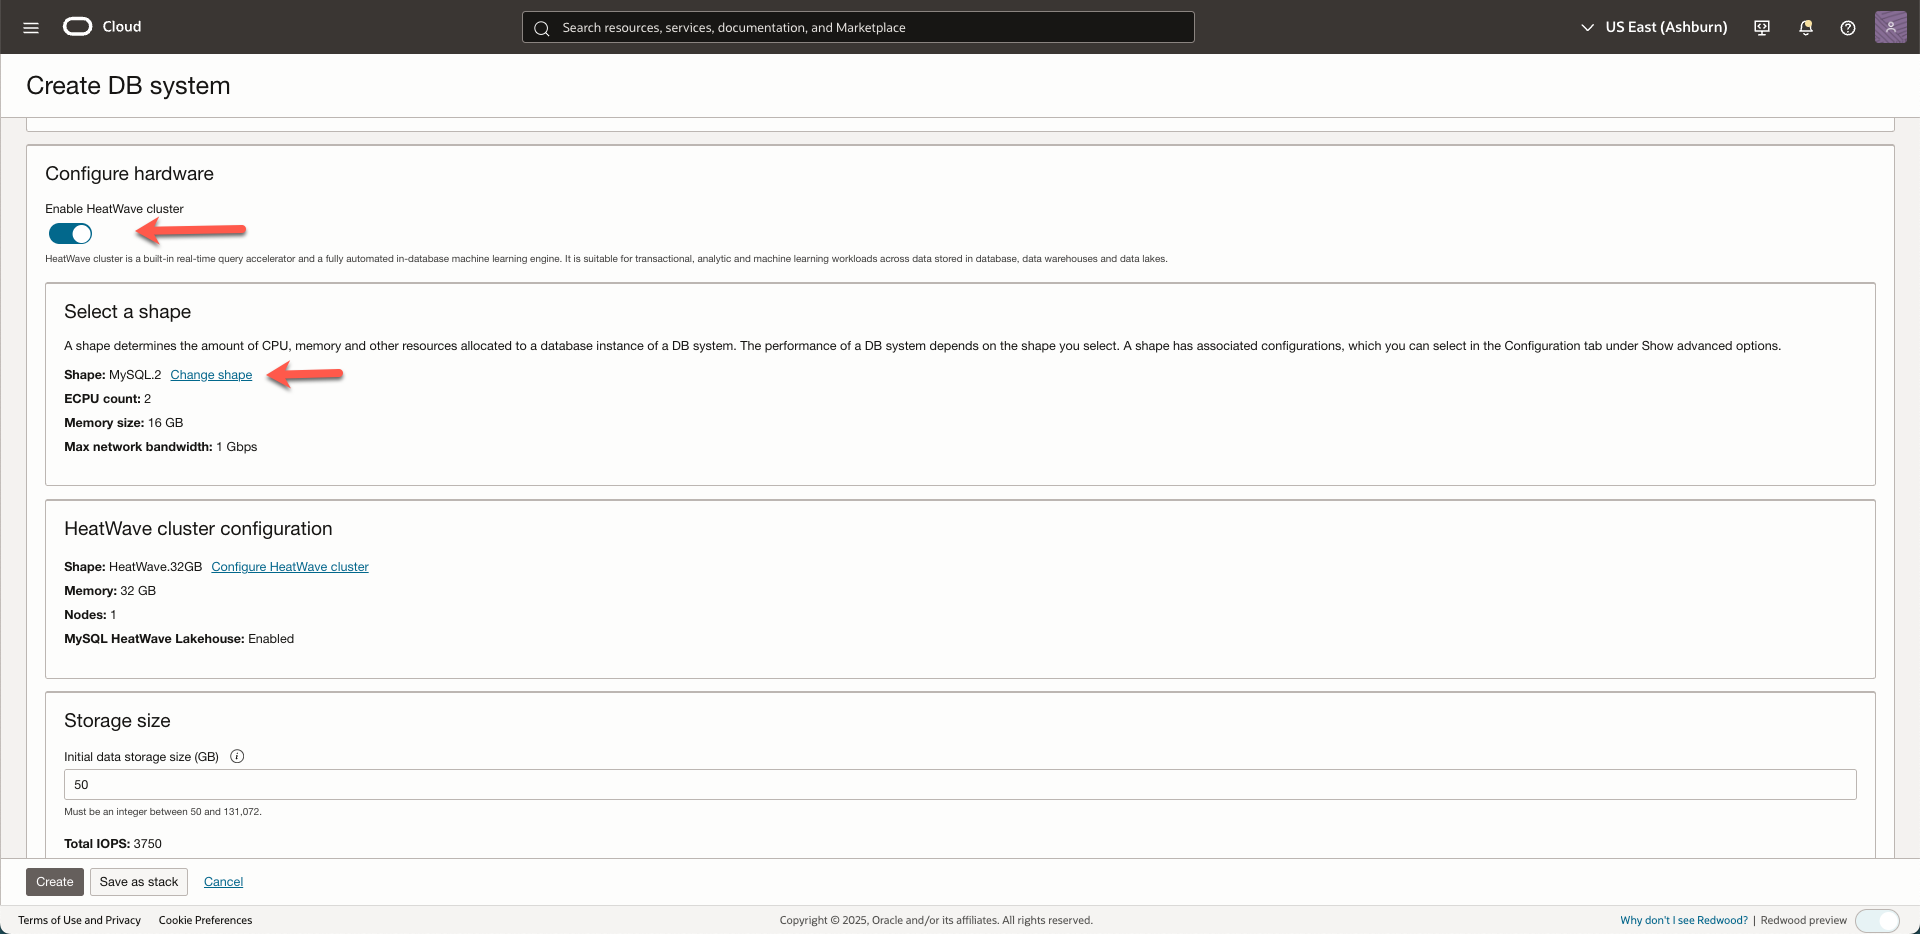 Cloud
Search resources, services, documentation, and Marketplace
US East (Ashburn)
Create DB system
Configure hardware
Enable HeatWave cluster
HeatWave cluster is a built-in real-time query accelerator and a fully automated in-database machine learning engine. It is suitable for transactional, analytic and machine learning workloads across data stored in database, data warehouses and data lakes.
Select a shape
A shape determines the amount of CPU, memory and other resources allocated to a database instance of a DB system. The performance of a DB system depends on the shape you select. A shape has associated configurations, which you can select in the Configuration tab under Show advanced options.
Shape: MySQL.2 Change shape
ECPU count: 2
Memory size: 16 GB
Max network bandwidth: 1 Gbps
HeatWave cluster configuration
Shape: HeatWave.32GB Configure HeatWave cluster
Memory: 32 GB
Nodes: 1
MySQL HeatWave Lakehouse: Enabled
Storage size
Initial data storage size (GB)
50
Must be an integer between 50 and 131,072.
Total IOPS: 3750
Create Save as stack Cancel
Terms of Use and Privacy Cookie Preferences Copyright © 2025, Oracle and/or its affiliates. All rights reserved. Why don't I see Redwood? | Redwood preview